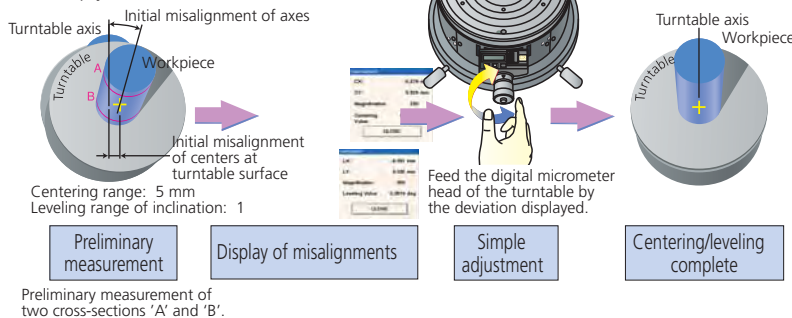 Initial misalignment of axes
Turntable axis
Workpiece
Turntable
A
B
Initial misalignment
of centers at
turntable surface
Centering range: 5 mm
Leveling range of inclination: 1
CLOSE
Feed the digital micrometer
head of the turntable by
the deviation displayed.
Turntable axis
Workpiece
Turntable
Preliminary
measurement
Display of misalignments
Simple
adjustment
Centering/leveling
complete
Preliminary measurement of
two cross-sections 'A' and 'B'.